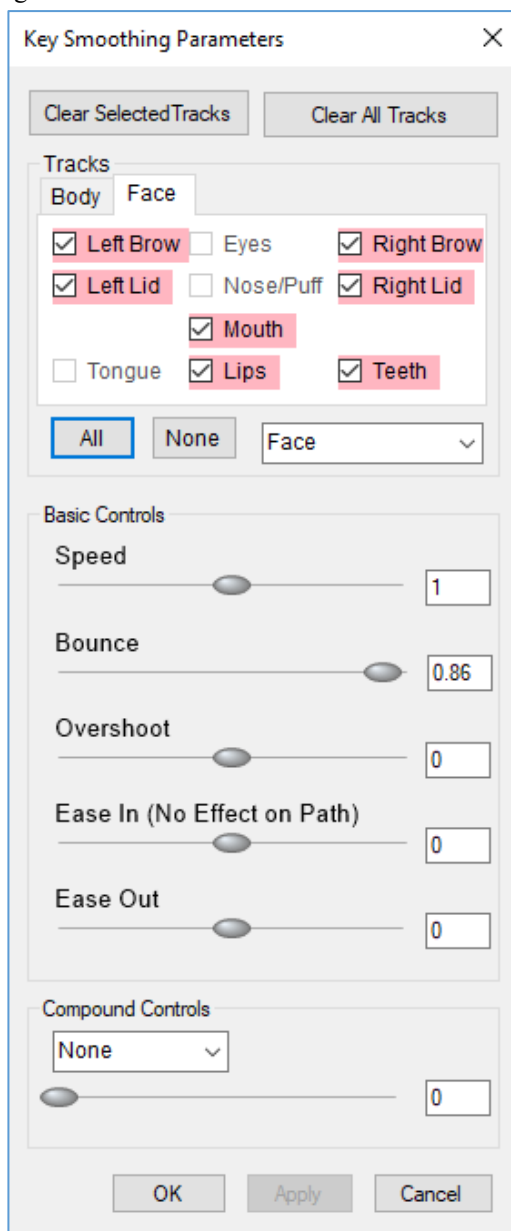 Key Smoothing Parameters
Clear SelectedTracks Clear All Tracks
Tracks
Body Face
Left Brow Eyes Right Brow
Left Lid Nose/Puff Right Lid
Mouth
Tongue Lips Teeth
All None Face
Basic Controls
Speed
1
Bounce
0.86
Overshoot
0
Ease In (No Effect on Path)
0
Ease Out
0
Compound Controls
None
0
OK Apply Cancel